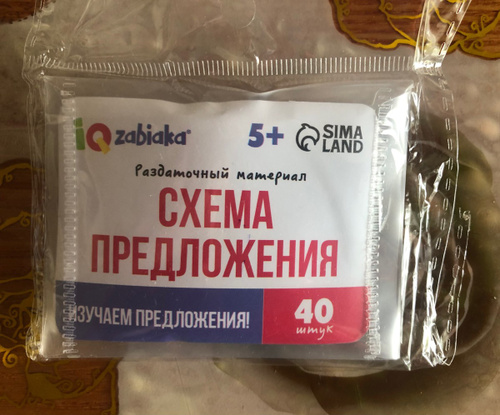 iQ zabiaka®
5+
SIMA LAND
Раздаточный материал
СХЕМА
ПРЕДЛОЖЕНИЯ
ИЗУЧАЕМ ПРЕДЛОЖЕНИЯ!
40
штук